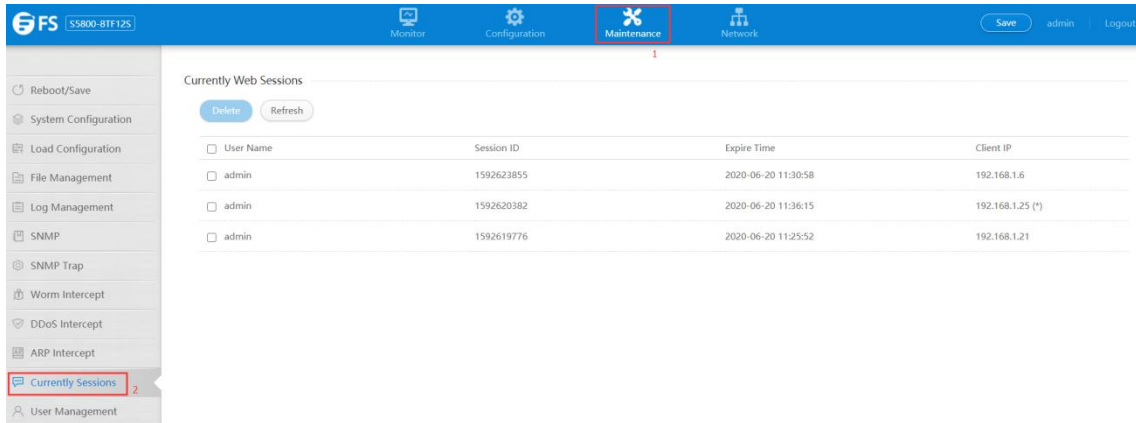 FS S5800-8TF12S
Monitor Configuration Maintenance Network
Save admin Logout
1
Reboot/Save
System Configuration
Load Configuration
File Management
Log Management
SNMP
SNMP Trap
Worm Intercept
DDoS Intercept
ARP Intercept
Currently Sessions 2
User Management
Currently Web Sessions
Delete Refresh
User Name Session ID Expire Time Client IP
admin 1592623855 2020-06-20 11:30:58 192.168.1.6
admin 1592620382 2020-06-20 11:36:15 192.168.1.25 (*)
admin 1592619776 2020-06-20 11:25:52 192.168.1.21